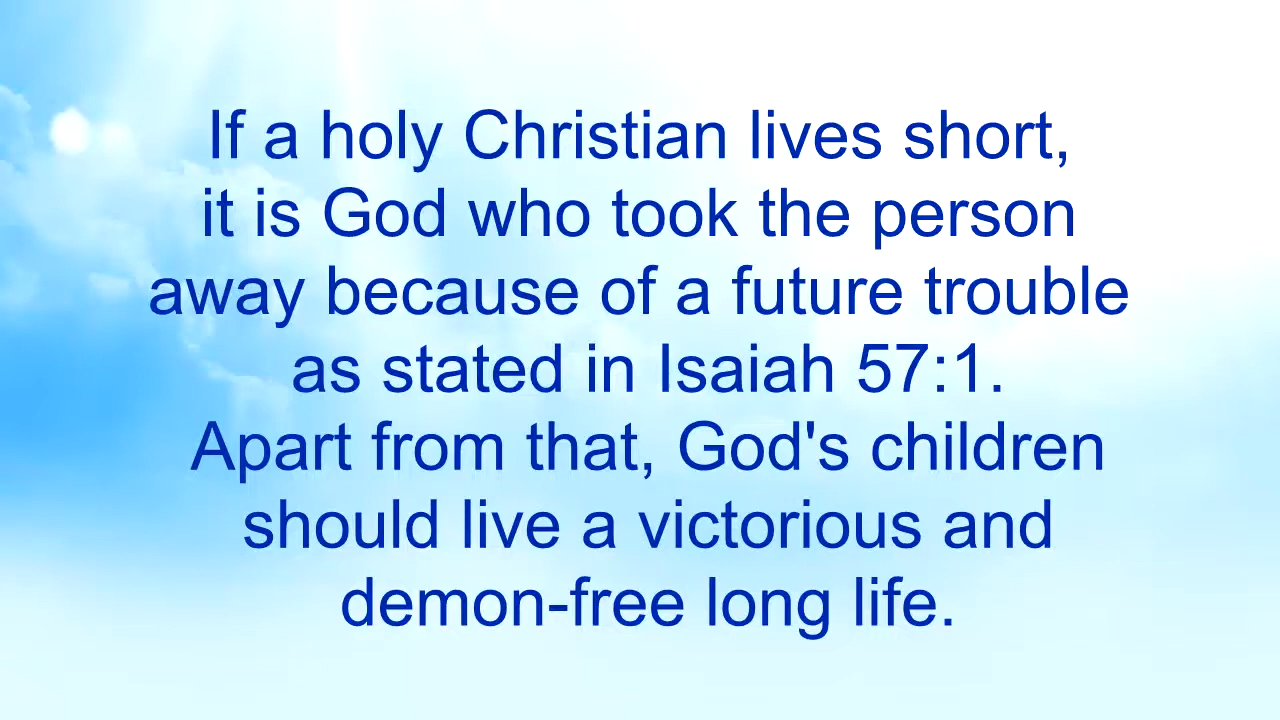 If a holy Christian lives short,
it is God who took the person
away because of a future trouble
as stated in Isaiah 57:1.
Apart from that, God's children
should live a victorious and
demon-free long life.